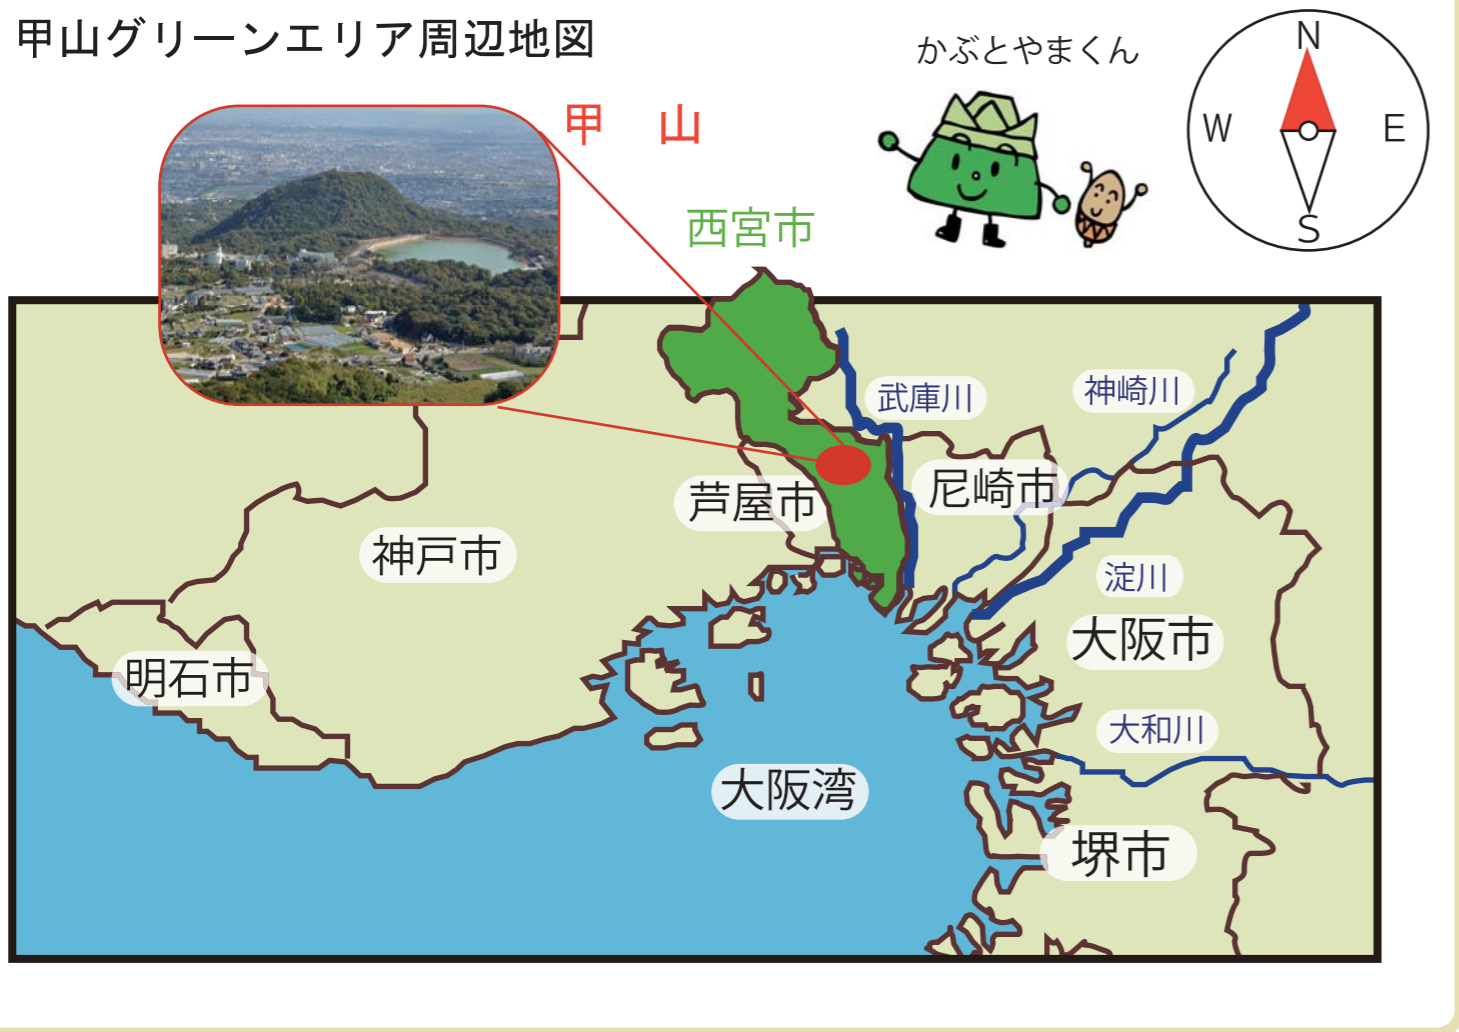 甲山グリーンエリア周辺地図
かぶとやまくん
N
W
E
S
甲 山
西宮市
武庫川
神崎川
芦屋市
尼崎市
神戸市
淀川
大阪市
明石市
大和川
大阪湾
堺市